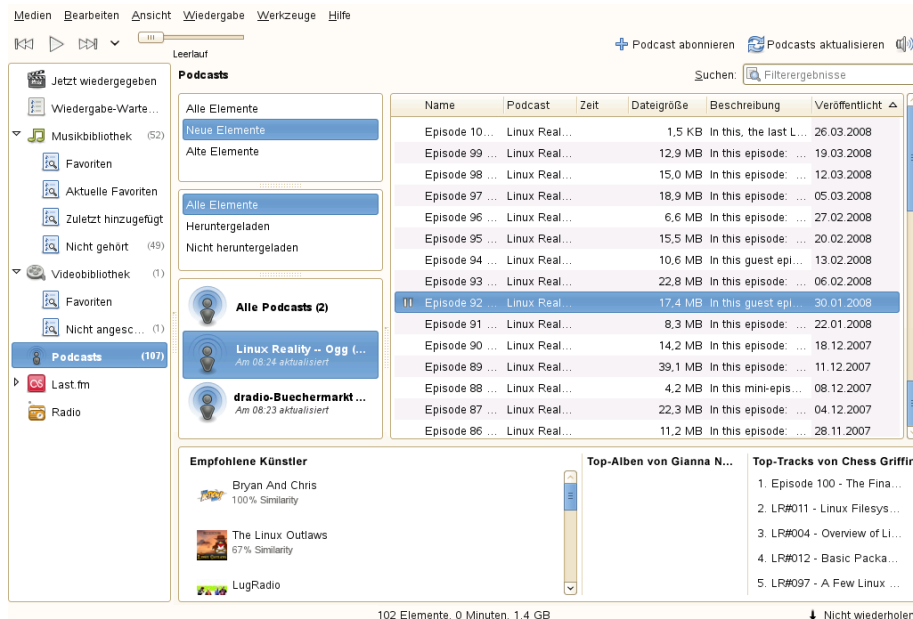 Medien Bearbeiten Ansicht Wiedergabe Werkzeuge Hilfe
Leerlauf
Podcast abonnieren Podcasts aktualisieren
Jetzt wiedergegeben
Wiedergabe-Warte...
Musikbibliothek (52)
Favoriten
Aktuelle Favoriten
Zuletzt hinzugefügt
Nicht gehört (49)
Videobibliothek (1)
Favoriten
Nicht angesc... (1)
Podcasts (107)
Last.fm
Radio
Podcasts
Suchen: Filterergebnisse
Alle Elemente
Neue Elemente
Alte Elemente
Alle Elemente
Heruntergeladen
Nicht heruntergeladen
Alle Podcasts (2)
Linux Reality -- Ogg (...
Am 08:24 aktualisiert
dradio-Buechermarkt ...
Am 08:23 aktualisiert
Name Podcast Zeit Dateigröße Beschreibung Veröffentlicht
Episode 10... Linux Real... 1,5 KB In this, the last L... 26.03.2008
Episode 99 ... Linux Real... 12,9 MB In this episode: ... 19.03.2008
Episode 98 ... Linux Real... 15,0 MB In this episode: ... 12.03.2008
Episode 97 ... Linux Real... 18,9 MB In this episode: ... 05.03.2008
Episode 96 ... Linux Real... 6,6 MB In this episode: ... 27.02.2008
Episode 95 ... Linux Real... 15,5 MB In this episode: ... 20.02.2008
Episode 94 ... Linux Real... 10,6 MB In this guest epi... 13.02.2008
Episode 93 ... Linux Real... 22,8 MB In this episode: ... 06.02.2008
Episode 92 ... Linux Real... 17,4 MB In this guest epi... 30.01.2008
Episode 91 ... Linux Real... 8,3 MB In this episode: ... 22.01.2008
Episode 90 ... Linux Real... 14,2 MB In this episode: ... 18.12.2007
Episode 89 ... Linux Real... 39,1 MB In this episode: ... 11.12.2007
Episode 88 ... Linux Real... 4,2 MB In this mini-epis... 08.12.2007
Episode 87 ... Linux Real... 22,3 MB In this episode: ... 04.12.2007
Episode 86 ... Linux Real... 11,2 MB In this episode: ... 28.11.2007
Empfohlene Künstler
Bryan And Chris
100% Similarity
The Linux Outlaws
67% Similarity
LugRadio
Top-Alben von Gianna N...
Top-Tracks von Chess Griffin
1. Episode 100 - The Fina...
2. LR#011 - Linux Filesys...
3. LR#004 - Overview of Li...
4. LR#012 - Basic Packa...
5. LR#097 - A Few Linux ...
102 Elemente, 0 Minuten, 1,4 GB
Nicht wiederholen